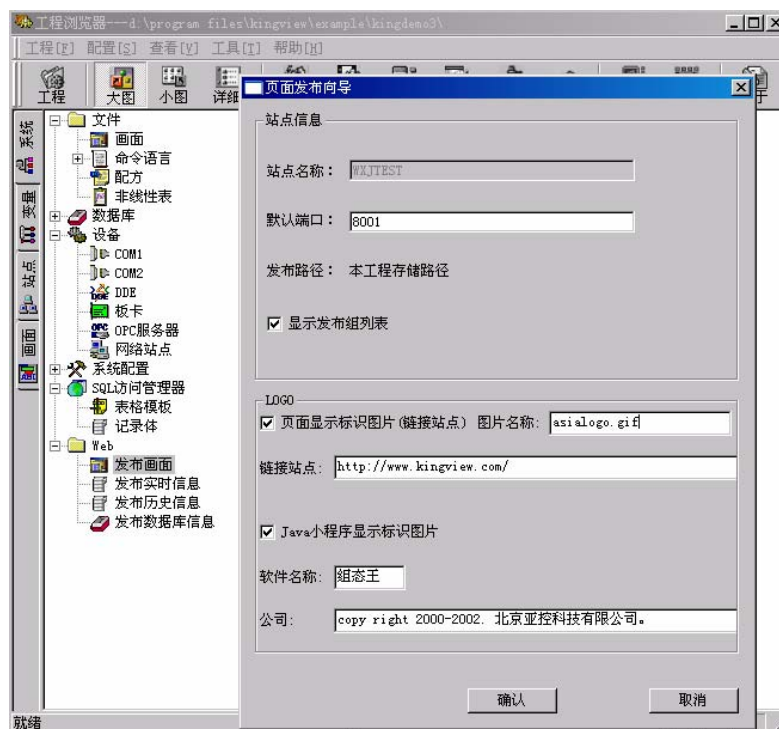 工程浏览器---d:\program files\kingview\example\kingdemo3\
工程[F] 配置[S] 查看[V] 工具[T] 帮助[H]
工程 大图 小图 详细 于
系统
变量
站点
画面
文件
画面
命令语言
配方
非线性表
数据库
设备
COM1
COM2
DDE
板卡
OPC服务器
网络站点
系统配置
SQL访问管理器
表格模板
记录体
Web
发布画面
发布实时信息
发布历史信息
发布数据库信息
就绪
页面发布向导
站点信息
站点名称： WXJTEST
默认端口： 8001
发布路径： 本工程存储路径
显示发布组列表
LOGO
页面显示标识图片(链接站点) 图片名称: asialogo.gif
链接站点: http://www.kingview.com/
Java小程序显示标识图片
软件名称: 组态王
公司: copy right 2000-2002. 北京亚控科技有限公司。
确认 取消